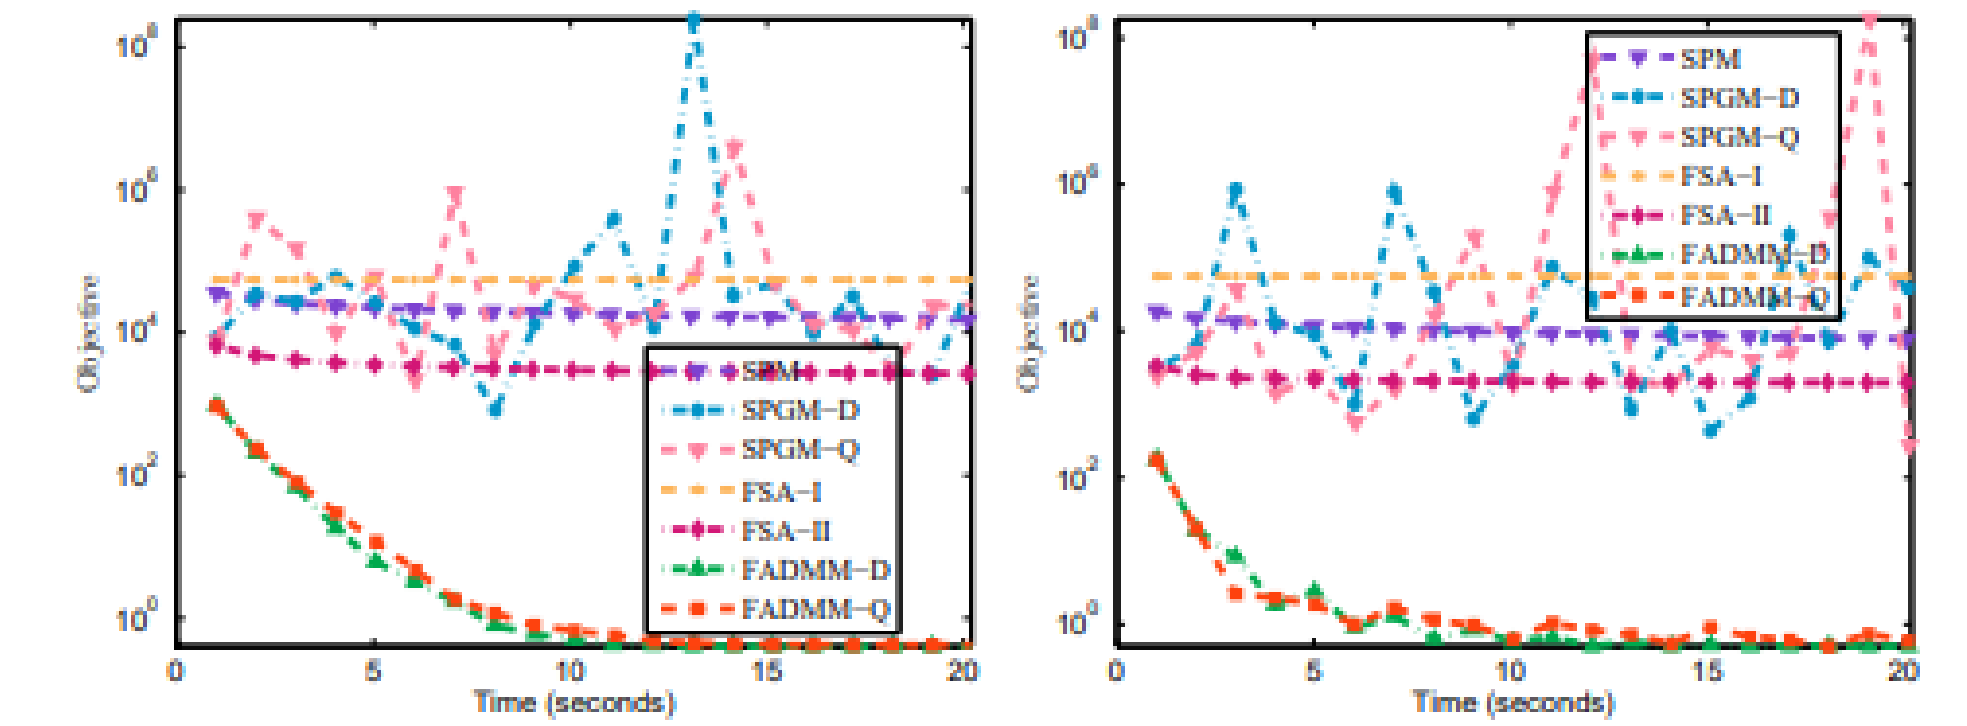 10^8
10^6
10^4
10^2
10^0
Objective
0 5 10 15 20
Time (seconds)
SPM
SPGM−D
SPGM−Q
FSA−I
FSA−II
FADMM−D
FADMM−Q
10^8
10^6
10^4
10^2
10^0
Objective
0 5 10 15 20
Time (seconds)
SPM
SPGM−D
SPGM−Q
FSA−I
FSA−II
FADMM−D
FADMM−Q